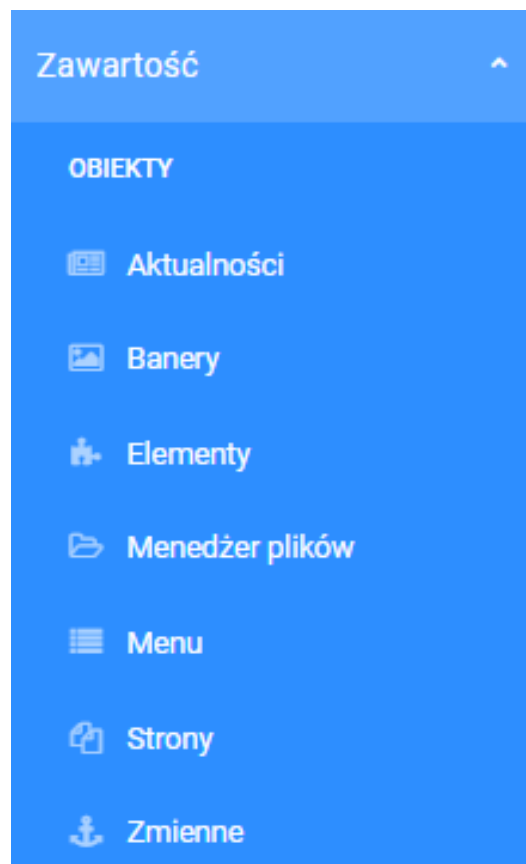 Zawartość
OBIEKTY
Aktualności
Banery
Elementy
Menedżer plików
Menu
Strony
Zmienne